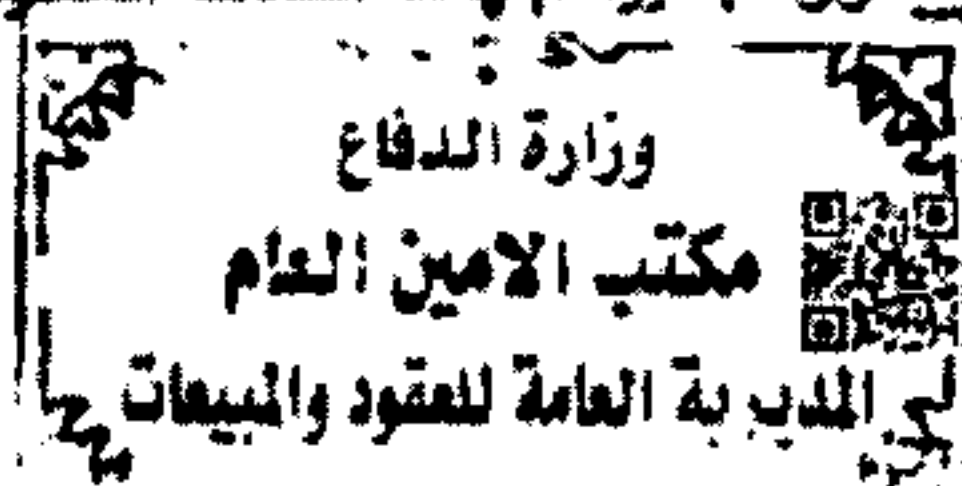 وزارة الدفاع
مكتب الامين العام
المديرية العامة للعقود والمبيعات